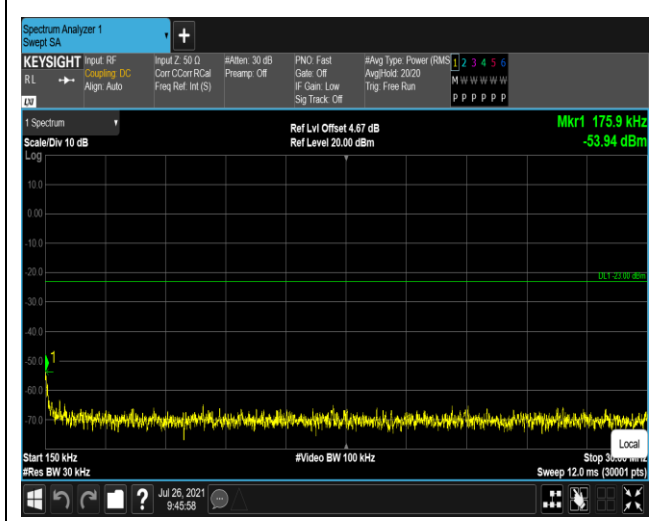 Spectrum Analyzer 1
Swept SA
+
KEYSIGHT
RL
LXI
Input: RF
Coupling: DC
Align: Auto
Input Z: 50 Ω
Corr CCorr RCal
Freq Ref: Int (S)
#Atten: 30 dB
Preamp: Off
PNO: Fast
Gate: Off
IF Gain: Low
Sig Track: Off
#Avg Type: Power (RMS
Avg|Hold: 20/20
Trig: Free Run
1 2 3 4 5 6
M W W W W W
P P P P P P
1 Spectrum
Scale/Div 10 dB
Ref Lvl Offset 4.67 dB
Ref Level 20.00 dBm
Mkr1 175.9 kHz
-53.94 dBm
Log
10.0
0.00
-10.0
-20.0
DL1 -23.00 dBm
-30.0
-40.0
-50.0
1
-60.0
-70.0
Local
Start 150 kHz
#Video BW 100 kHz
Stop 30.00 MHz
#Res BW 30 kHz
Sweep 12.0 ms (30001 pts)
?
Jul 26, 2021
9:45:58